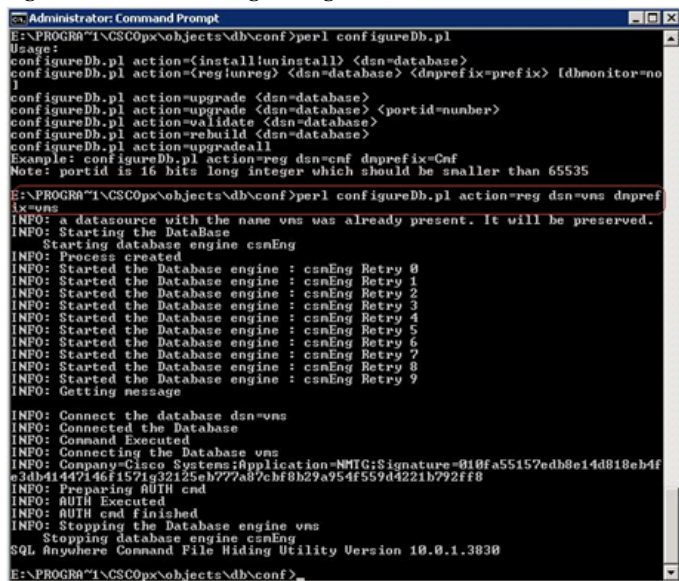 Administrator: Command Prompt
E:\PROGRA~1\CSCOpx\objects\db\conf>perl configureDb.pl
Usage:
configureDb.pl action={install|uninstall} <dsn=database>
configureDb.pl action={reg|unreg} <dsn=database> <dmprefix=prefix> [dbmonitor=no
]
configureDb.pl action=upgrade <dsn=database>
configureDb.pl action=upgrade <dsn=database> <portid=number>
configureDb.pl action=validate <dsn=database>
configureDb.pl action=rebuild <dsn=database>
configureDb.pl action=upgradeall
Example: configureDb.pl action=reg dsn=cmf dmprefix=Cmf
Note: portid is 16 bits long integer which should be smaller than 65535
E:\PROGRA~1\CSCOpx\objects\db\conf>perl configureDb.pl action=reg dsn=vms dmpref
ix=vms
INFO: a datasource with the name vms was already present. It will be preserved.
INFO: Starting the DataBase
Starting database engine csmEng
INFO: Process created
INFO: Started the Database engine : csmEng Retry 0
INFO: Started the Database engine : csmEng Retry 1
INFO: Started the Database engine : csmEng Retry 2
INFO: Started the Database engine : csmEng Retry 3
INFO: Started the Database engine : csmEng Retry 4
INFO: Started the Database engine : csmEng Retry 5
INFO: Started the Database engine : csmEng Retry 6
INFO: Started the Database engine : csmEng Retry 7
INFO: Started the Database engine : csmEng Retry 8
INFO: Started the Database engine : csmEng Retry 9
INFO: Getting message
INFO: Connect the database dsn=vms
INFO: Connected the Database
INFO: Command Executed
INFO: Connecting the Database vms
INFO: Company=Cisco Systems;Application=NMTG;Signature=010fa55157edb8e14d818eb4f
e3db41447146f1571g32125eb777a87cbf8b29a954f559d4221b792ff8
INFO: Preparing AUTH cmd
INFO: AUTH Executed
INFO: AUTH cmd finished
INFO: Stopping the Database engine vms
Stopping database engine csmEng
SQL Anywhere Command File Hiding Utility Version 10.0.1.3830
E:\PROGRA~1\CSCOpx\objects\db\conf>_